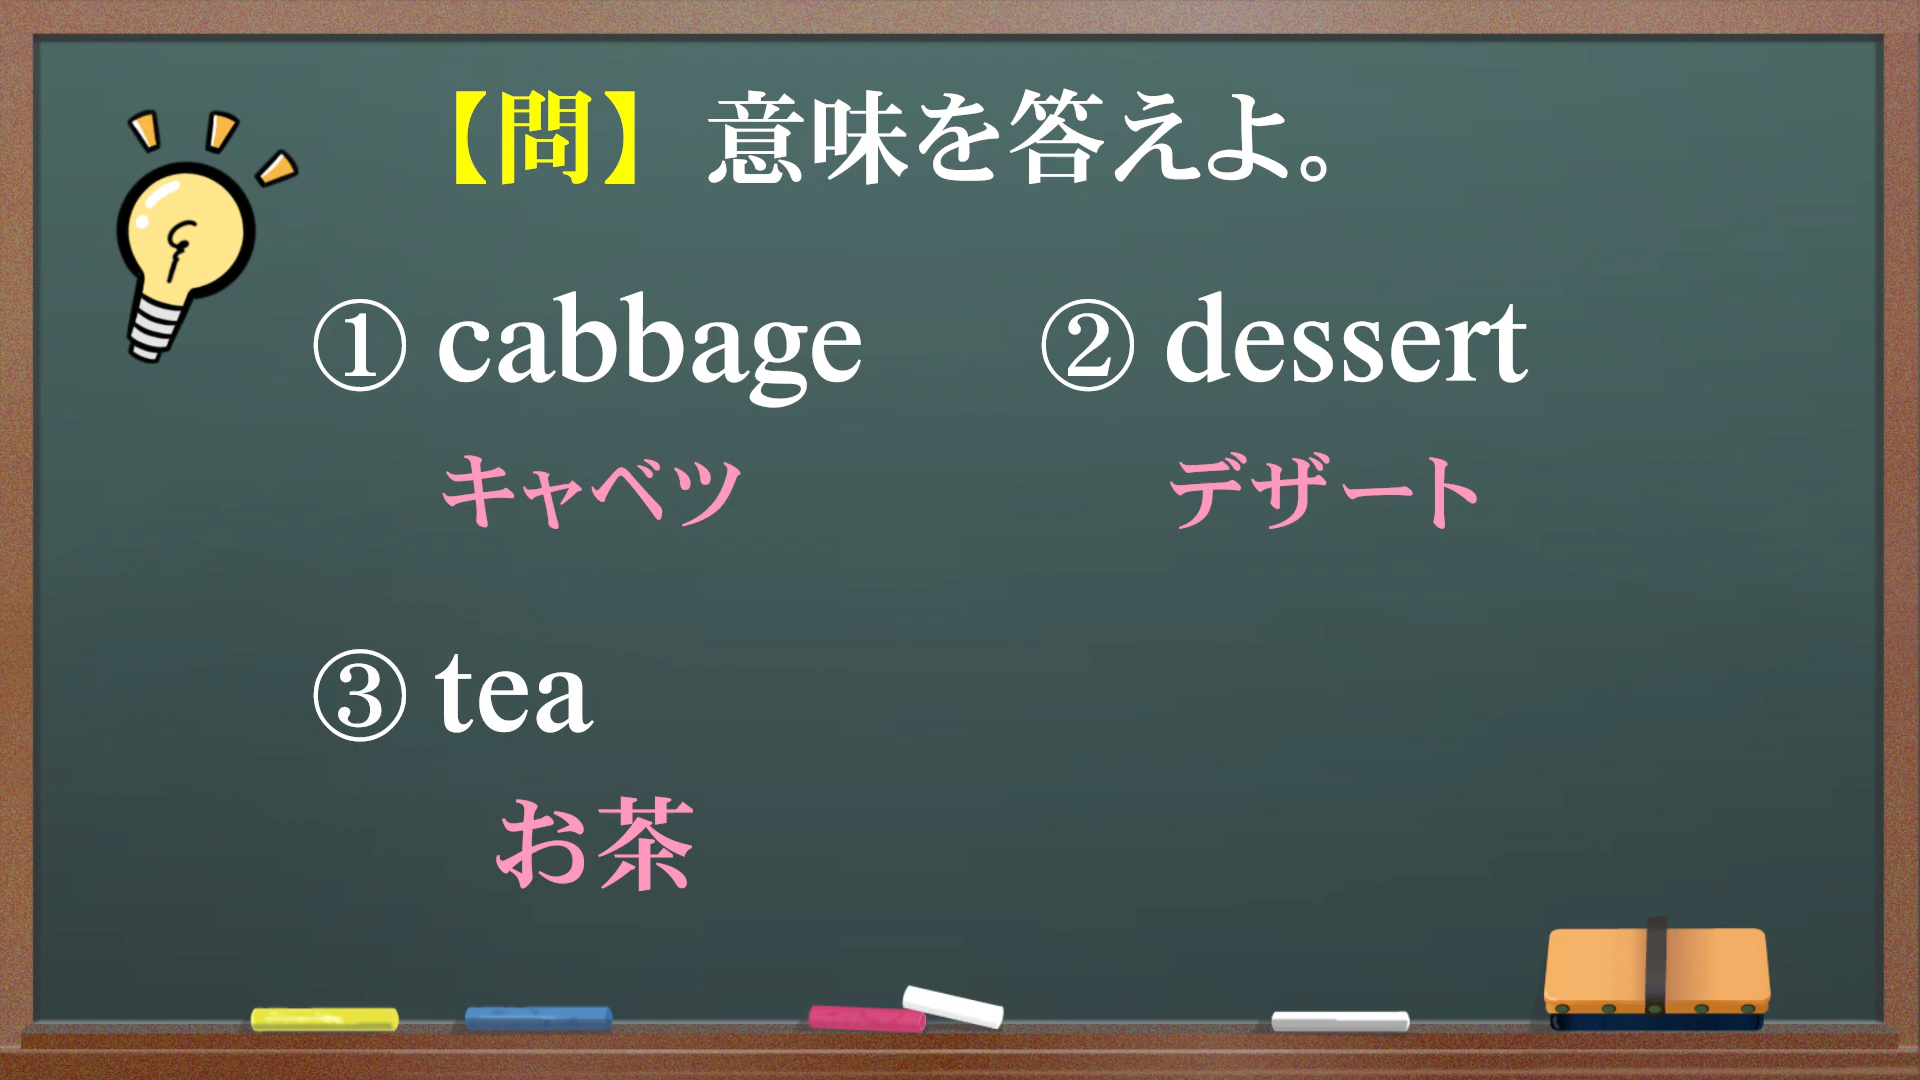 【問】 意味を答えよ。
① cabbage ② dessert
キャベツ デザート
③ tea
お茶